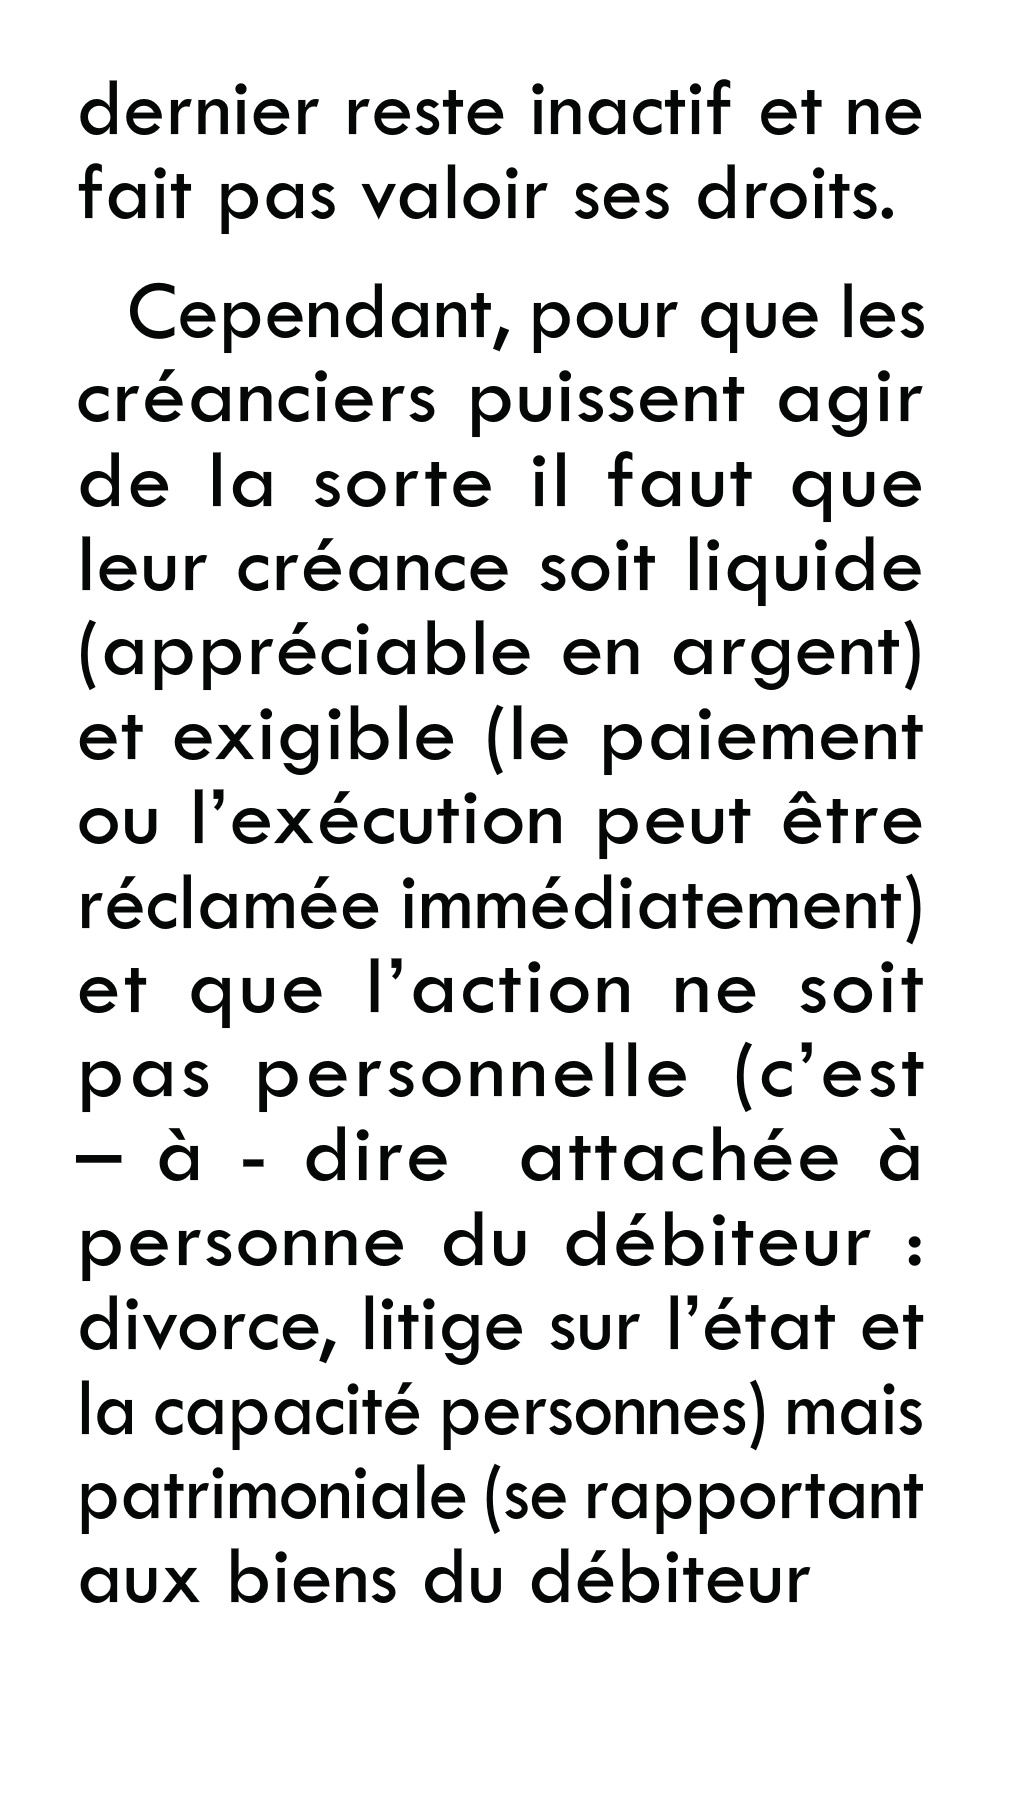 dernier reste inactif et ne
fait pas valoir ses droits.
Cependant, pour que les
créanciers puissent agir
de la sorte il faut que
leur créance soit liquide
(appréciable en argent)
et exigible (le paiement
ou l’exécution peut être
réclamée immédiatement)
et que l’action ne soit
pas personnelle (c’est
– à - dire attachée à
personne du débiteur :
divorce, litige sur l’état et
la capacité personnes) mais
patrimoniale (se rapportant
aux biens du débiteur